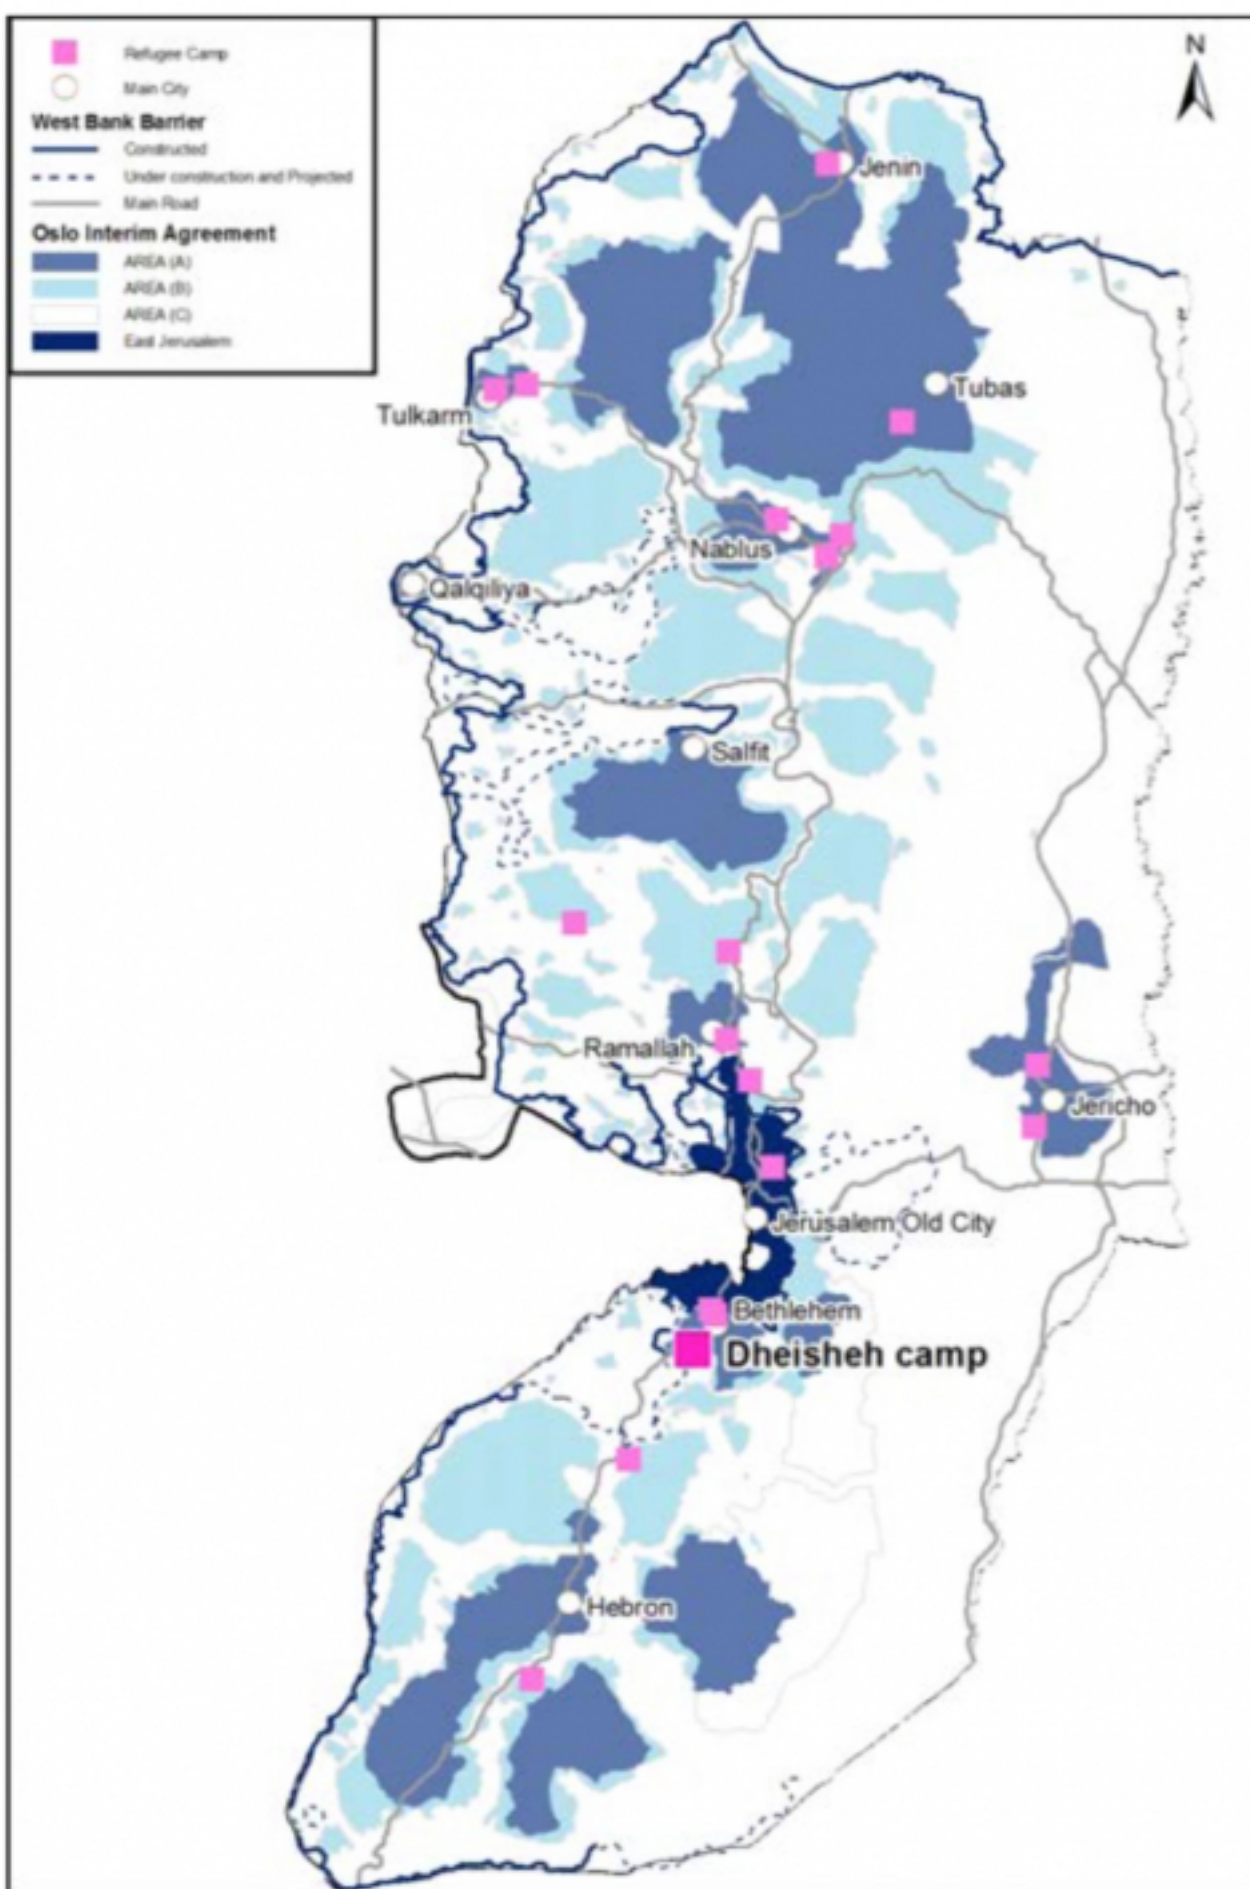 N
Refugee Camp
Main City
West Bank Barrier
Constructed
Under construction and Projected
Main Road
Oslo Interim Agreement
AREA (A)
AREA (B)
AREA (C)
East Jerusalem
Jenin
Tubas
Tulkarm
Nablus
Qalqiliya
Salfit
Ramallah
Jericho
Jerusalem Old City
Bethlehem
Dheisheh camp
Hebron